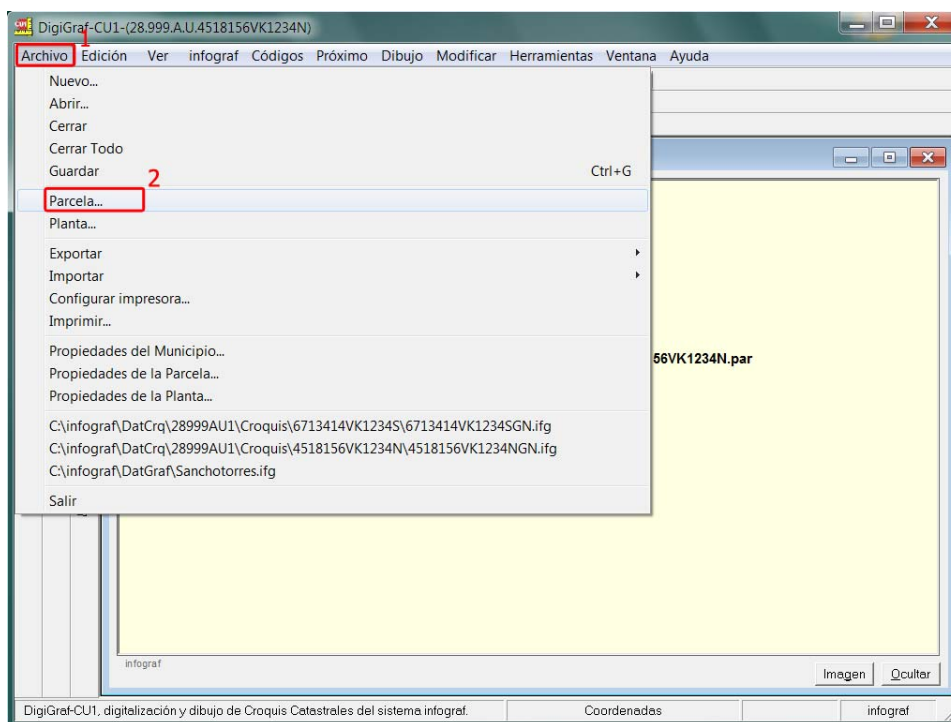 DigiGraf-CU1-(28.999.A.U.4518156VK1234N)
1
Archivo Edición Ver infograf Códigos Próximo Dibujo Modificar Herramientas Ventana Ayuda
Nuevo...
Abrir...
Cerrar
Cerrar Todo
Guardar Ctrl+G
2
Parcela...
Planta...
Exportar
Importar
Configurar impresora...
Imprimir...
Propiedades del Municipio...
Propiedades de la Parcela...
Propiedades de la Planta...
56VK1234N.par
C:\infograf\DatCrq\28999AU1\Croquis\6713414VK1234S\6713414VK1234SGN.ifg
C:\infograf\DatCrq\28999AU1\Croquis\4518156VK1234N\4518156VK1234NGN.ifg
C:\infograf\DatGraf\Sanchotorres.ifg
Salir
infograf
Imagen Ocultar
DigiGraf-CU1, digitalización y dibujo de Croquis Catastrales del sistema infograf. Coordenadas infograf